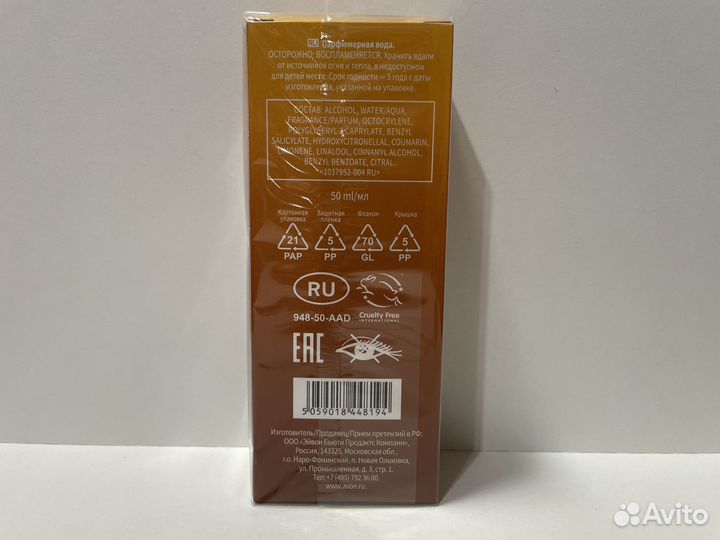 RU Парфюмерная вода.
ОСТОРОЖНО, ВОСПЛАМЕНЯЕТСЯ. Хранить вдали
от источников огня и тепла, в недоступном
для детей месте. Срок годности — 3 года с даты
изготовления, указанной на упаковке.
СОСТАВ: ALCOHOL, WATER/AQUA,
FRAGRANCE/PARFUM, OCTOCRYLENE,
POLYGLYCERYL-4 CAPRYLATE, BENZYL
SALICYLATE, HYDROXYCITRONELLAL, COUMARIN,
LIMONENE, LINALOOL, CINNAMYL ALCOHOL,
BENZYL BENZOATE, CITRAL.
<1037952-004 RU>
50 ml/мл
Картонная упаковка Защитная пленка Флакон Крышка
21 5 70 5
PAP PP GL PP
RU
Cruelty Free
INTERNATIONAL
948-50-AAD
EAC
5 059018 448194
Изготовитель/Продавец/Прием претензий в РФ:
ООО «Эйвон Бьюти Продактс Компани»,
Россия, 143325, Московская обл.,
г.о. Наро-Фоминский, п. Новая Ольховка,
ул. Промышленная, д. 3, стр. 1.
Тел: +7 (495) 792 36 00.
www.avon.ru.
Avito